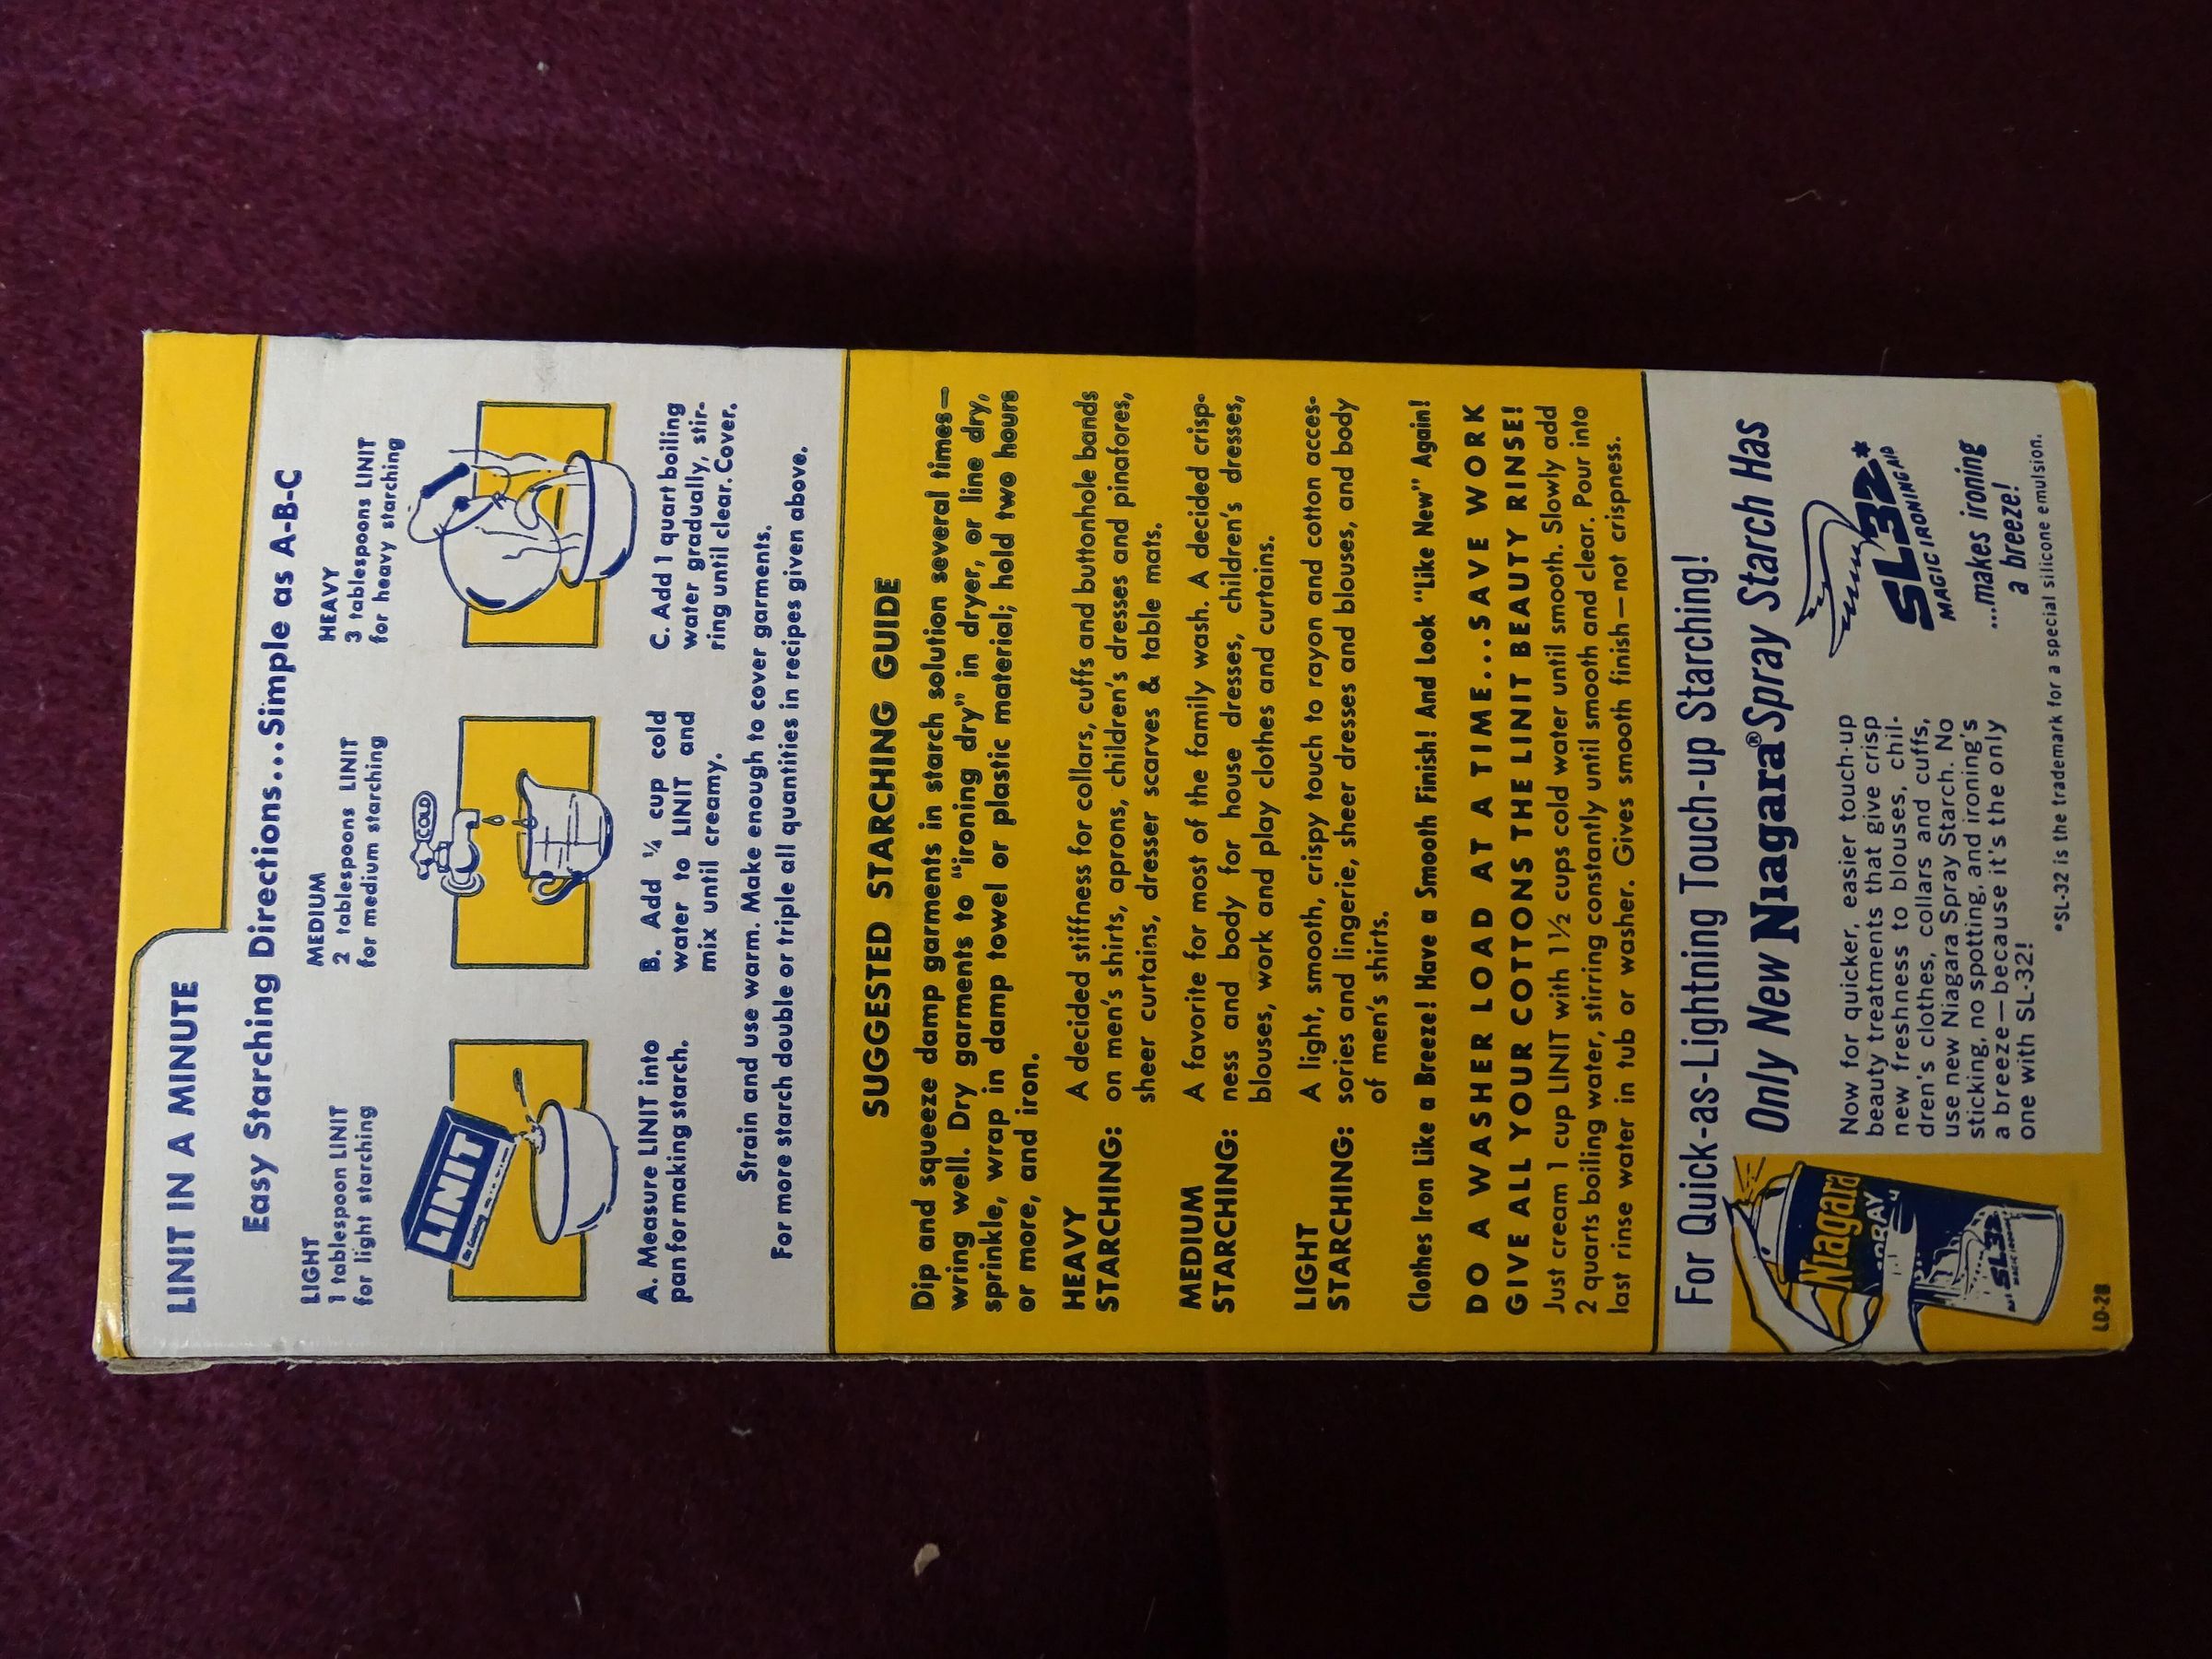 LINIT IN A MINUTE
Easy Starching Directions...Simple as A-B-C
LIGHT
1 tablespoon LINIT
for light starching
MEDIUM
2 tablespoons LINIT
for medium starching
HEAVY
3 tablespoons LINIT
for heavy starching
LINIT
COLD
A. Measure LINIT into
pan for making starch.
B. Add ¼ cup cold
water to LINIT and
mix until creamy.
C. Add 1 quart boiling
water gradually, stir-
ring until clear. Cover.
Strain and use warm. Make enough to cover garments.
For more starch double or triple all quantities in recipes given above.
SUGGESTED STARCHING GUIDE
Dip and squeeze damp garments in starch solution several times—
wring well. Dry garments to "ironing dry" in dryer, or line dry,
sprinkle, wrap in damp towel or plastic material; hold two hours
or more, and iron.
HEAVY
STARCHING:
A decided stiffness for collars, cuffs and buttonhole bands
on men's shirts, aprons, children's dresses and pinafores,
sheer curtains, dresser scarves & table mats.
MEDIUM
STARCHING:
A favorite for most of the family wash. A decided crisp-
ness and body for house dresses, children's dresses,
blouses, work and play clothes and curtains.
LIGHT
STARCHING:
A light, smooth, crispy touch to rayon and cotton acces-
sories and lingerie, sheer dresses and blouses, and body
of men's shirts.
Clothes Iron Like a Breeze! Have a Smooth Finish! And Look "Like New" Again!
DO A WASHER LOAD AT A TIME...SAVE WORK
GIVE ALL YOUR COTTONS THE LINIT BEAUTY RINSE!
Just cream 1 cup LINIT with 1½ cups cold water until smooth. Slowly add
2 quarts boiling water, stirring constantly until smooth and clear. Pour into
last rinse water in tub or washer. Gives smooth finish—not crispness.
For Quick-as-Lightning Touch-up Starching!
Only New Niagara® Spray Starch Has
Niagara
SPRAY
SL32
Now for quicker, easier touch-up
beauty treatments that give crisp
new freshness to blouses, chil-
dren's clothes, collars and cuffs,
use new Niagara Spray Starch. No
sticking, no spotting, and ironing's
a breeze—because it's the only
one with SL-32!
SL32*
MAGIC IRONING AID
...makes ironing
a breeze!
*SL-32 is the trademark for a special silicone emulsion.
LD-28